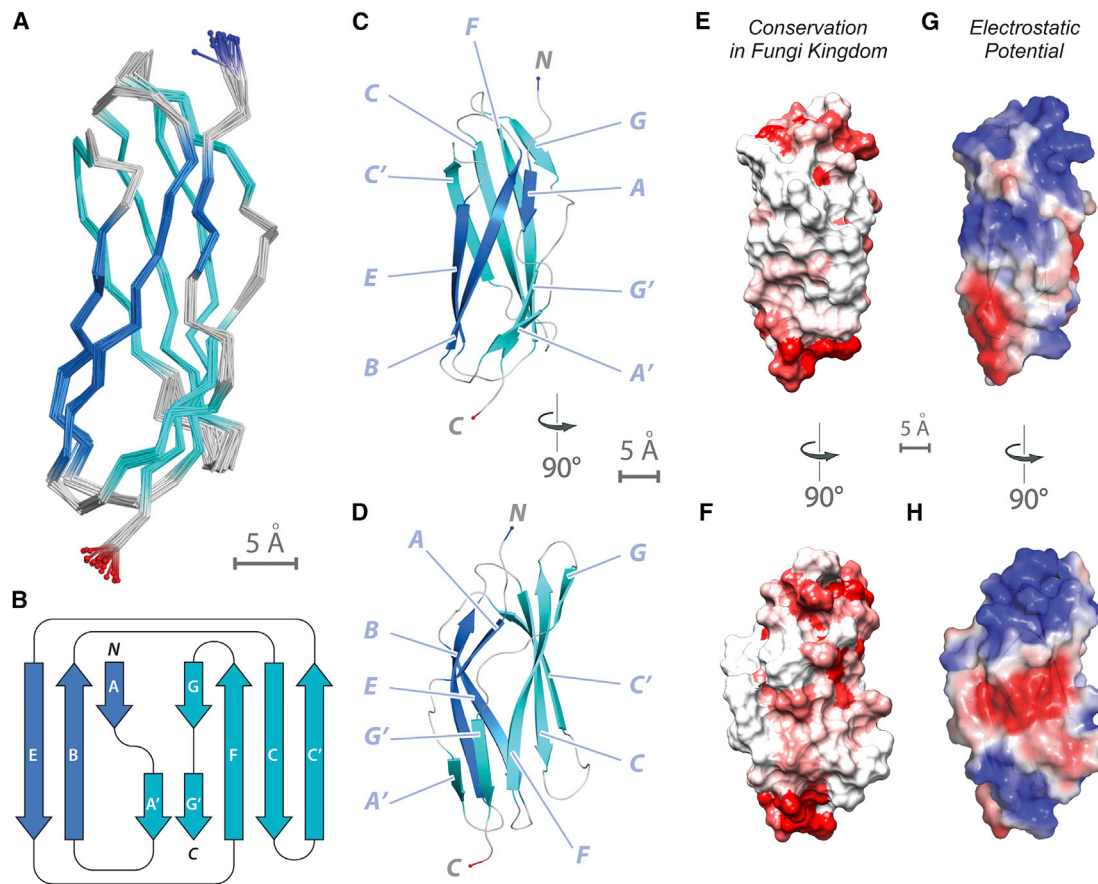 A
5 Å
B
N
A
G
E
B
A'
G'
F
C
C'
C
C
F
N
C
G
C'
A
E
G'
B
A'
C
90°
5 Å
D
N
A
G
B
E
C'
G'
C
A'
F
C
E
Conservation
in Fungi Kingdom
G
Electrostatic
Potential
90°
5 Å
90°
F
H